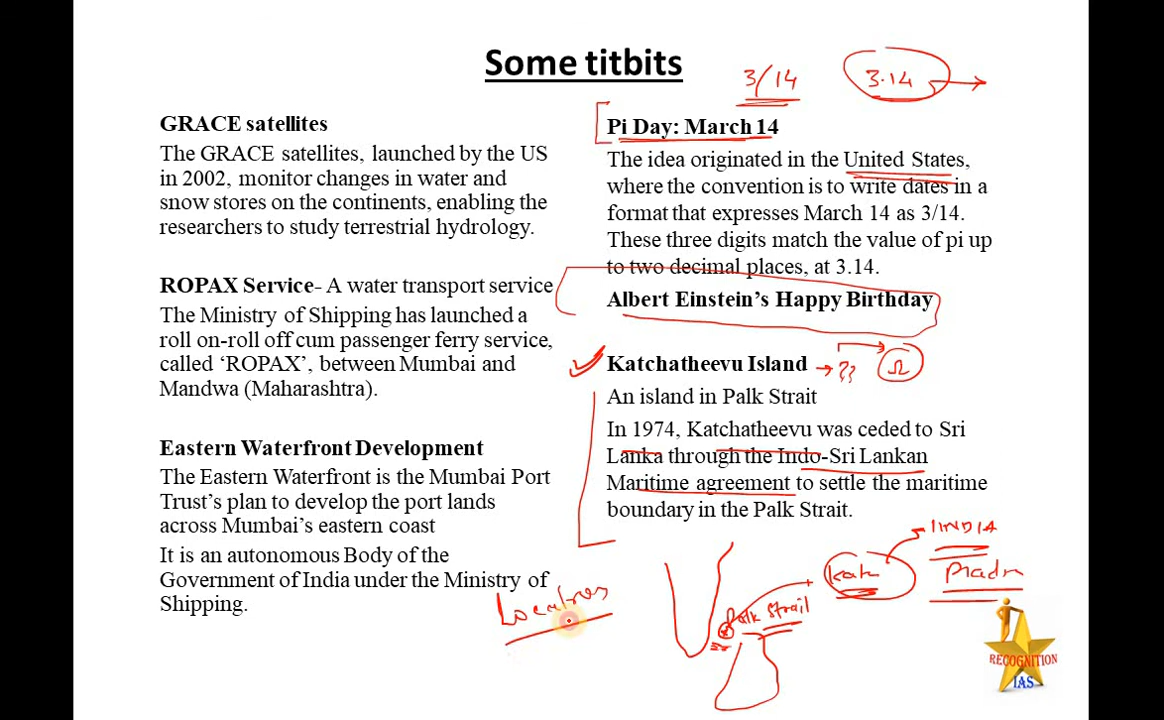 Some titbits
GRACE satellites
The GRACE satellites, launched by the US
in 2002, monitor changes in water and
snow stores on the continents, enabling the
researchers to study terrestrial hydrology.
ROPAX Service- A water transport service
The Ministry of Shipping has launched a
roll on-roll off cum passenger ferry service,
called ‘ROPAX’, between Mumbai and
Mandwa (Maharashtra).
Eastern Waterfront Development
The Eastern Waterfront is the Mumbai Port
Trust’s plan to develop the port lands
across Mumbai’s eastern coast
It is an autonomous Body of the
Government of India under the Ministry of
Shipping.
3/14
3.14
Pi Day: March 14
The idea originated in the United States,
where the convention is to write dates in a
format that expresses March 14 as 3/14.
These three digits match the value of pi up
to two decimal places, at 3.14.
Albert Einstein’s Happy Birthday
Katchatheevu Island
??
Ω
An island in Palk Strait
In 1974, Katchatheevu was ceded to Sri
Lanka through the Indo-Sri Lankan
Maritime agreement to settle the maritime
boundary in the Palk Strait.
INDIA
Katc
Palk Strait
RECOGNITION
IAS